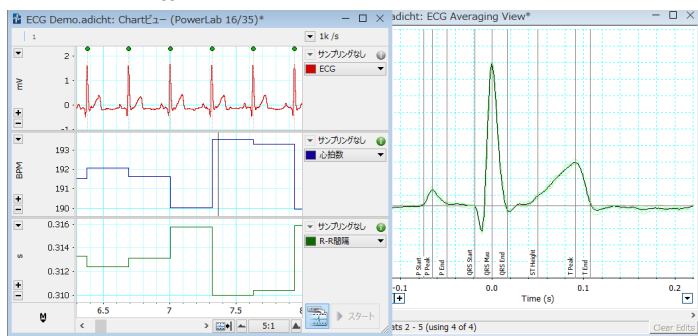 ECG Demo.adicht: Chartビュー (PowerLab 16/35)*
1
1k /s
mV
2
1
0
-1
サンプリングなし
ECG
BPM
193
192
191
190
サンプリングなし
心拍数
s
0.316
0.314
0.312
0.310
サンプリングなし
R-R間隔
6.5
7
7.5
8
スタート
5:1
adicht: ECG Averaging View*
P Start
P Peak
P End
QRS Start
QRS Max
QRS End
ST Height
T Peak
T End
-0.1
0.0
0.1
0.2
Time (s)
ats 2 - 5 (using 4 of 4)
Clear Edits